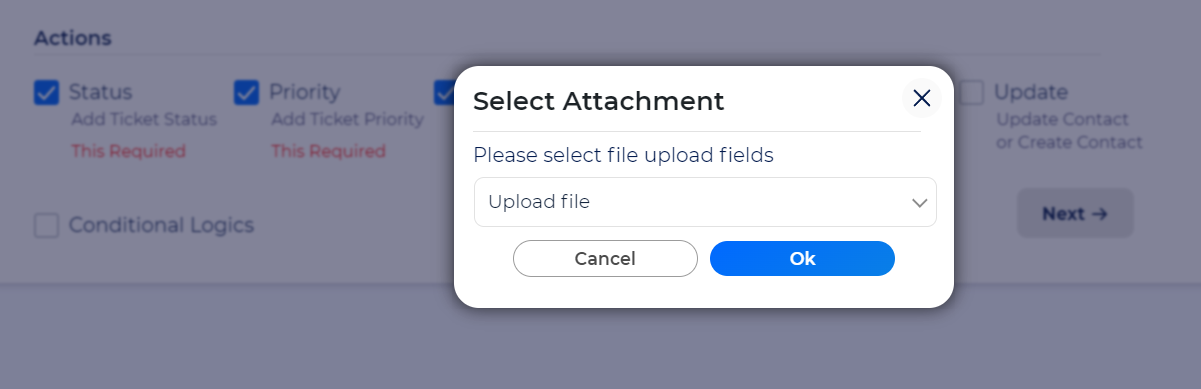 Actions
Status
Priority
Update
Add Ticket Status
Add Ticket Priority
Update Contact
or Create Contact
This Required
This Required
Conditional Logics
Next →
Select Attachment
Please select file upload fields
Upload file
Cancel
Ok